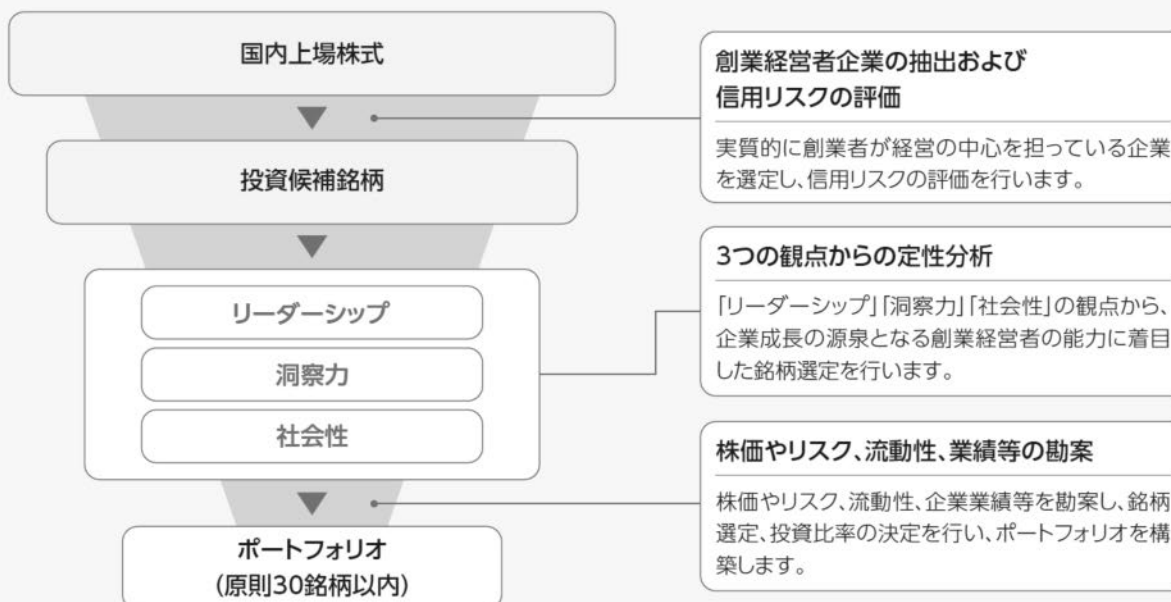 国内上場株式
投資候補銘柄
リーダーシップ
洞察力
社会性
ポートフォリオ
(原則30銘柄以内)
創業経営者企業の抽出および
信用リスクの評価
実質的に創業者が経営の中心を担っている企業
を選定し、信用リスクの評価を行います。
3つの観点からの定性分析
「リーダーシップ」「洞察力」「社会性」の観点から、
企業成長の源泉となる創業経営者の能力に着目
した銘柄選定を行います。
株価やリスク、流動性、業績等の勘案
株価やリスク、流動性、企業業績等を勘案し、銘柄
選定、投資比率の決定を行い、ポートフォリオを構
築します。